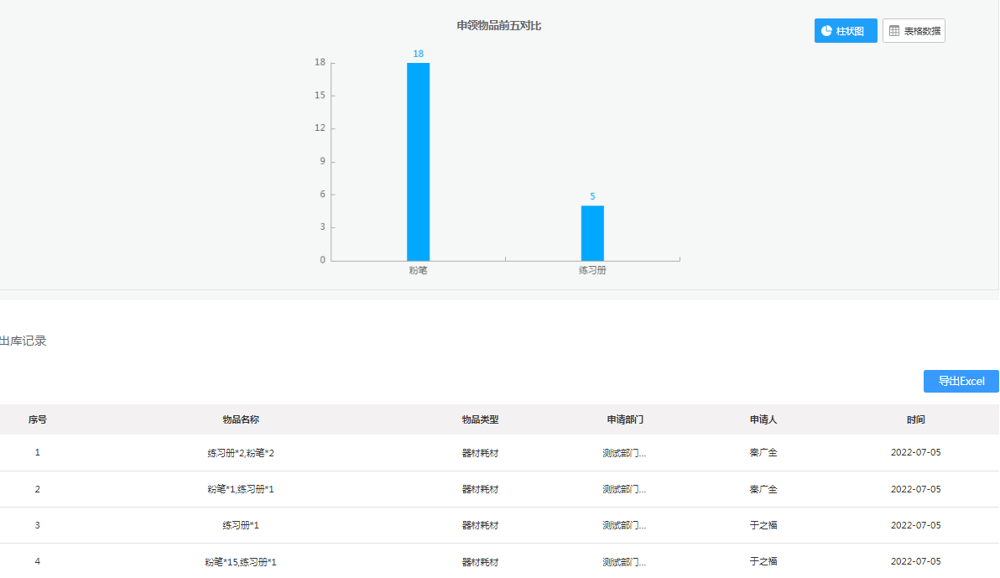 申领物品前五对比
柱状图 表格数据
18
15
12
9
6
3
0
18
5
粉笔 练习册
出库记录
导出Excel
序号 物品名称 物品类型 申请部门 申请人 时间
1 练习册*2,粉笔*2 器材耗材 测试部门... 秦广全 2022-07-05
2 粉笔*1,练习册*1 器材耗材 测试部门... 秦广全 2022-07-05
3 练习册*1 器材耗材 测试部门... 于之福 2022-07-05
4 粉笔*15,练习册*1 器材耗材 测试部门... 于之福 2022-07-05